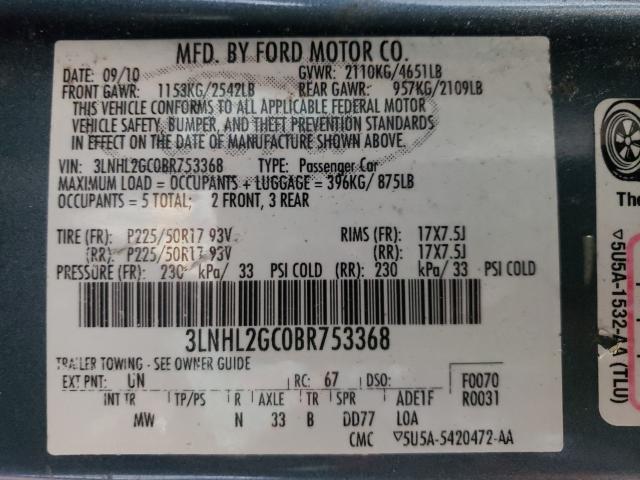 MFD. BY FORD MOTOR CO.
DATE: 09/10 GVWR: 2110KG/4651LB
FRONT GAWR: 1153KG/2542LB REAR GAWR: 957KG/2109LB
THIS VEHICLE CONFORMS TO ALL APPLICABLE FEDERAL MOTOR
VEHICLE SAFETY, BUMPER, AND THEFT PREVENTION STANDARDS
IN EFFECT ON THE DATE OF MANUFACTURE SHOWN ABOVE.
VIN: 3LNHL2GC0BR753368 TYPE: Passenger Car
MAXIMUM LOAD = OCCUPANTS + LUGGAGE = 396KG/ 875LB
OCCUPANTS = 5 TOTAL; 2 FRONT, 3 REAR
TIRE (FR): P225/50R17 93V RIMS (FR): 17X7.5J
(RR): P225/50R17 93V (RR): 17X7.5J
PRESSURE (FR): 230 kPa/ 33 PSI COLD (RR): 230 kPa/ 33 PSI COLD
3LNHL2GC0BR753368
TRAILER TOWING - SEE OWNER GUIDE
EXT PNT: UN RC: 67 DSO: F0070
INT TR TP/PS R AXLE TR SPR ADE1F R0031
MW N 33 B DD77 LOA
CMC ▽5U5A-5420472-AA
The
▽5U5A-1532-AA (TLU)